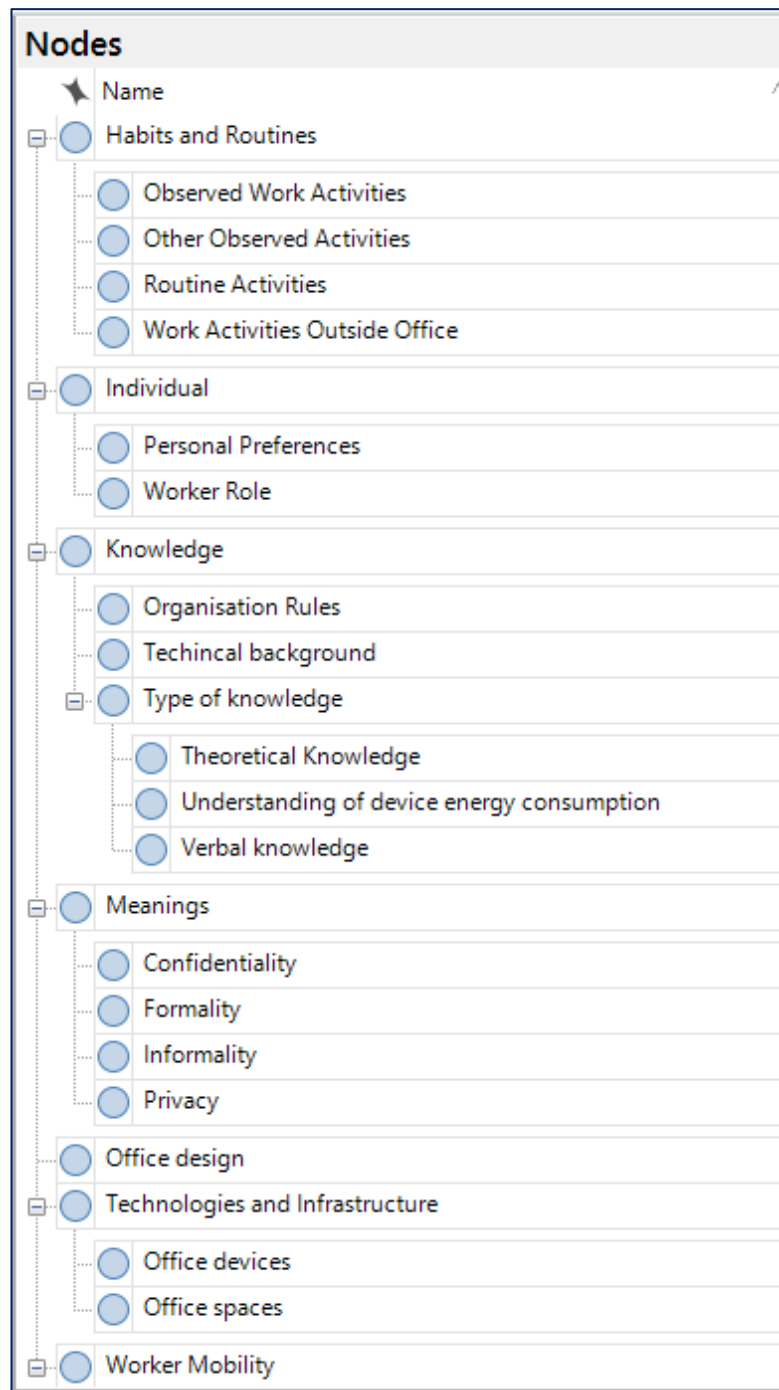 Nodes
Name
Habits and Routines
Observed Work Activities
Other Observed Activities
Routine Activities
Work Activities Outside Office
Individual
Personal Preferences
Worker Role
Knowledge
Organisation Rules
Techincal background
Type of knowledge
Theoretical Knowledge
Understanding of device energy consumption
Verbal knowledge
Meanings
Confidentiality
Formality
Informality
Privacy
Office design
Technologies and Infrastructure
Office devices
Office spaces
Worker Mobility